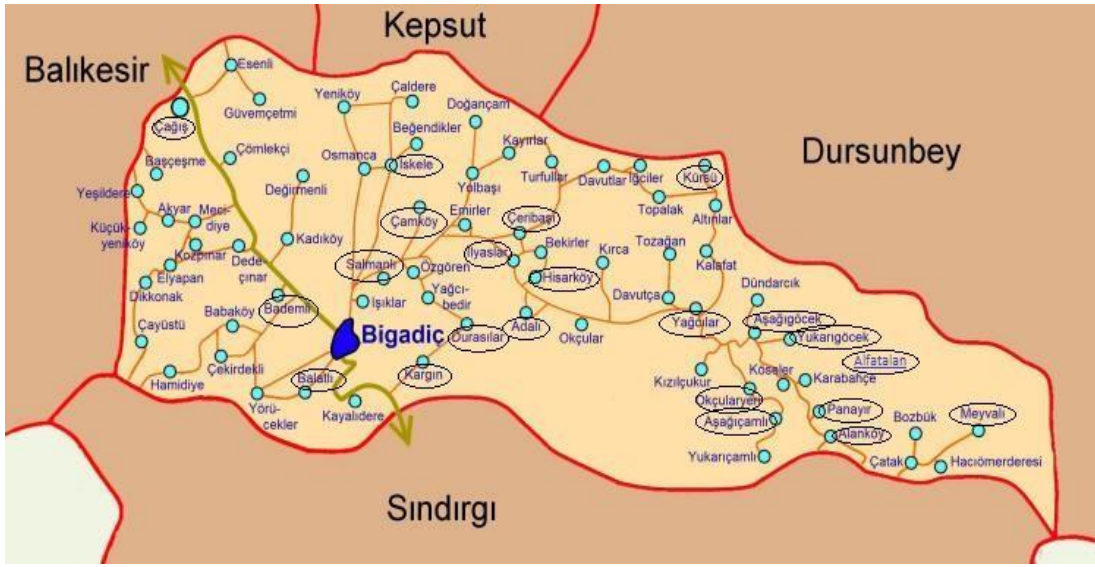 Kepsut
Balıkesir
Dursunbey
Sındırgı
Bigadiç
Esenli
Güvemçetmi
Çağış
Çömlekçi
Başçeşme
Yeşildere
Küçük-
yeniköy
Akyar
Meci-
diye
Kozpınar
Dede-
çınar
Elyapan
Dikkonak
Değirmenli
Kadıköy
Bademli
Babaköy
Çayüstü
Çekirdekli
Hamidiye
Yörü-
cekler
Balatlı
Kayalıdere
Kargın
Yeniköy
Çaldere
Osmanca
Beğendikler
İskele
Doğançam
Kayırlar
Yolbaşı
Turfullar
Çamköy
Emirler
Çeribaşı
Salmanlı
Özgören
Işıklar
Yağcı-
bedir
Durasılar
İlyaslar
Bekirler
Hisarköy
Adalı
Okçular
Kırca
Davutlar
İğciler
Kürsü
Topalak
Altınlar
Tozağan
Kalafat
Davutça
Yağcılar
Dündarcık
Aşağıgöcek
Yukarıgöcek
Alfatalan
Kızılçukur
Köseler
Karabahçe
Okçularyeri
Aşağıçamlı
Yukarıçamlı
Panayır
Alanköy
Bozbük
Meyvalı
Çatak
Hacıömerderesi